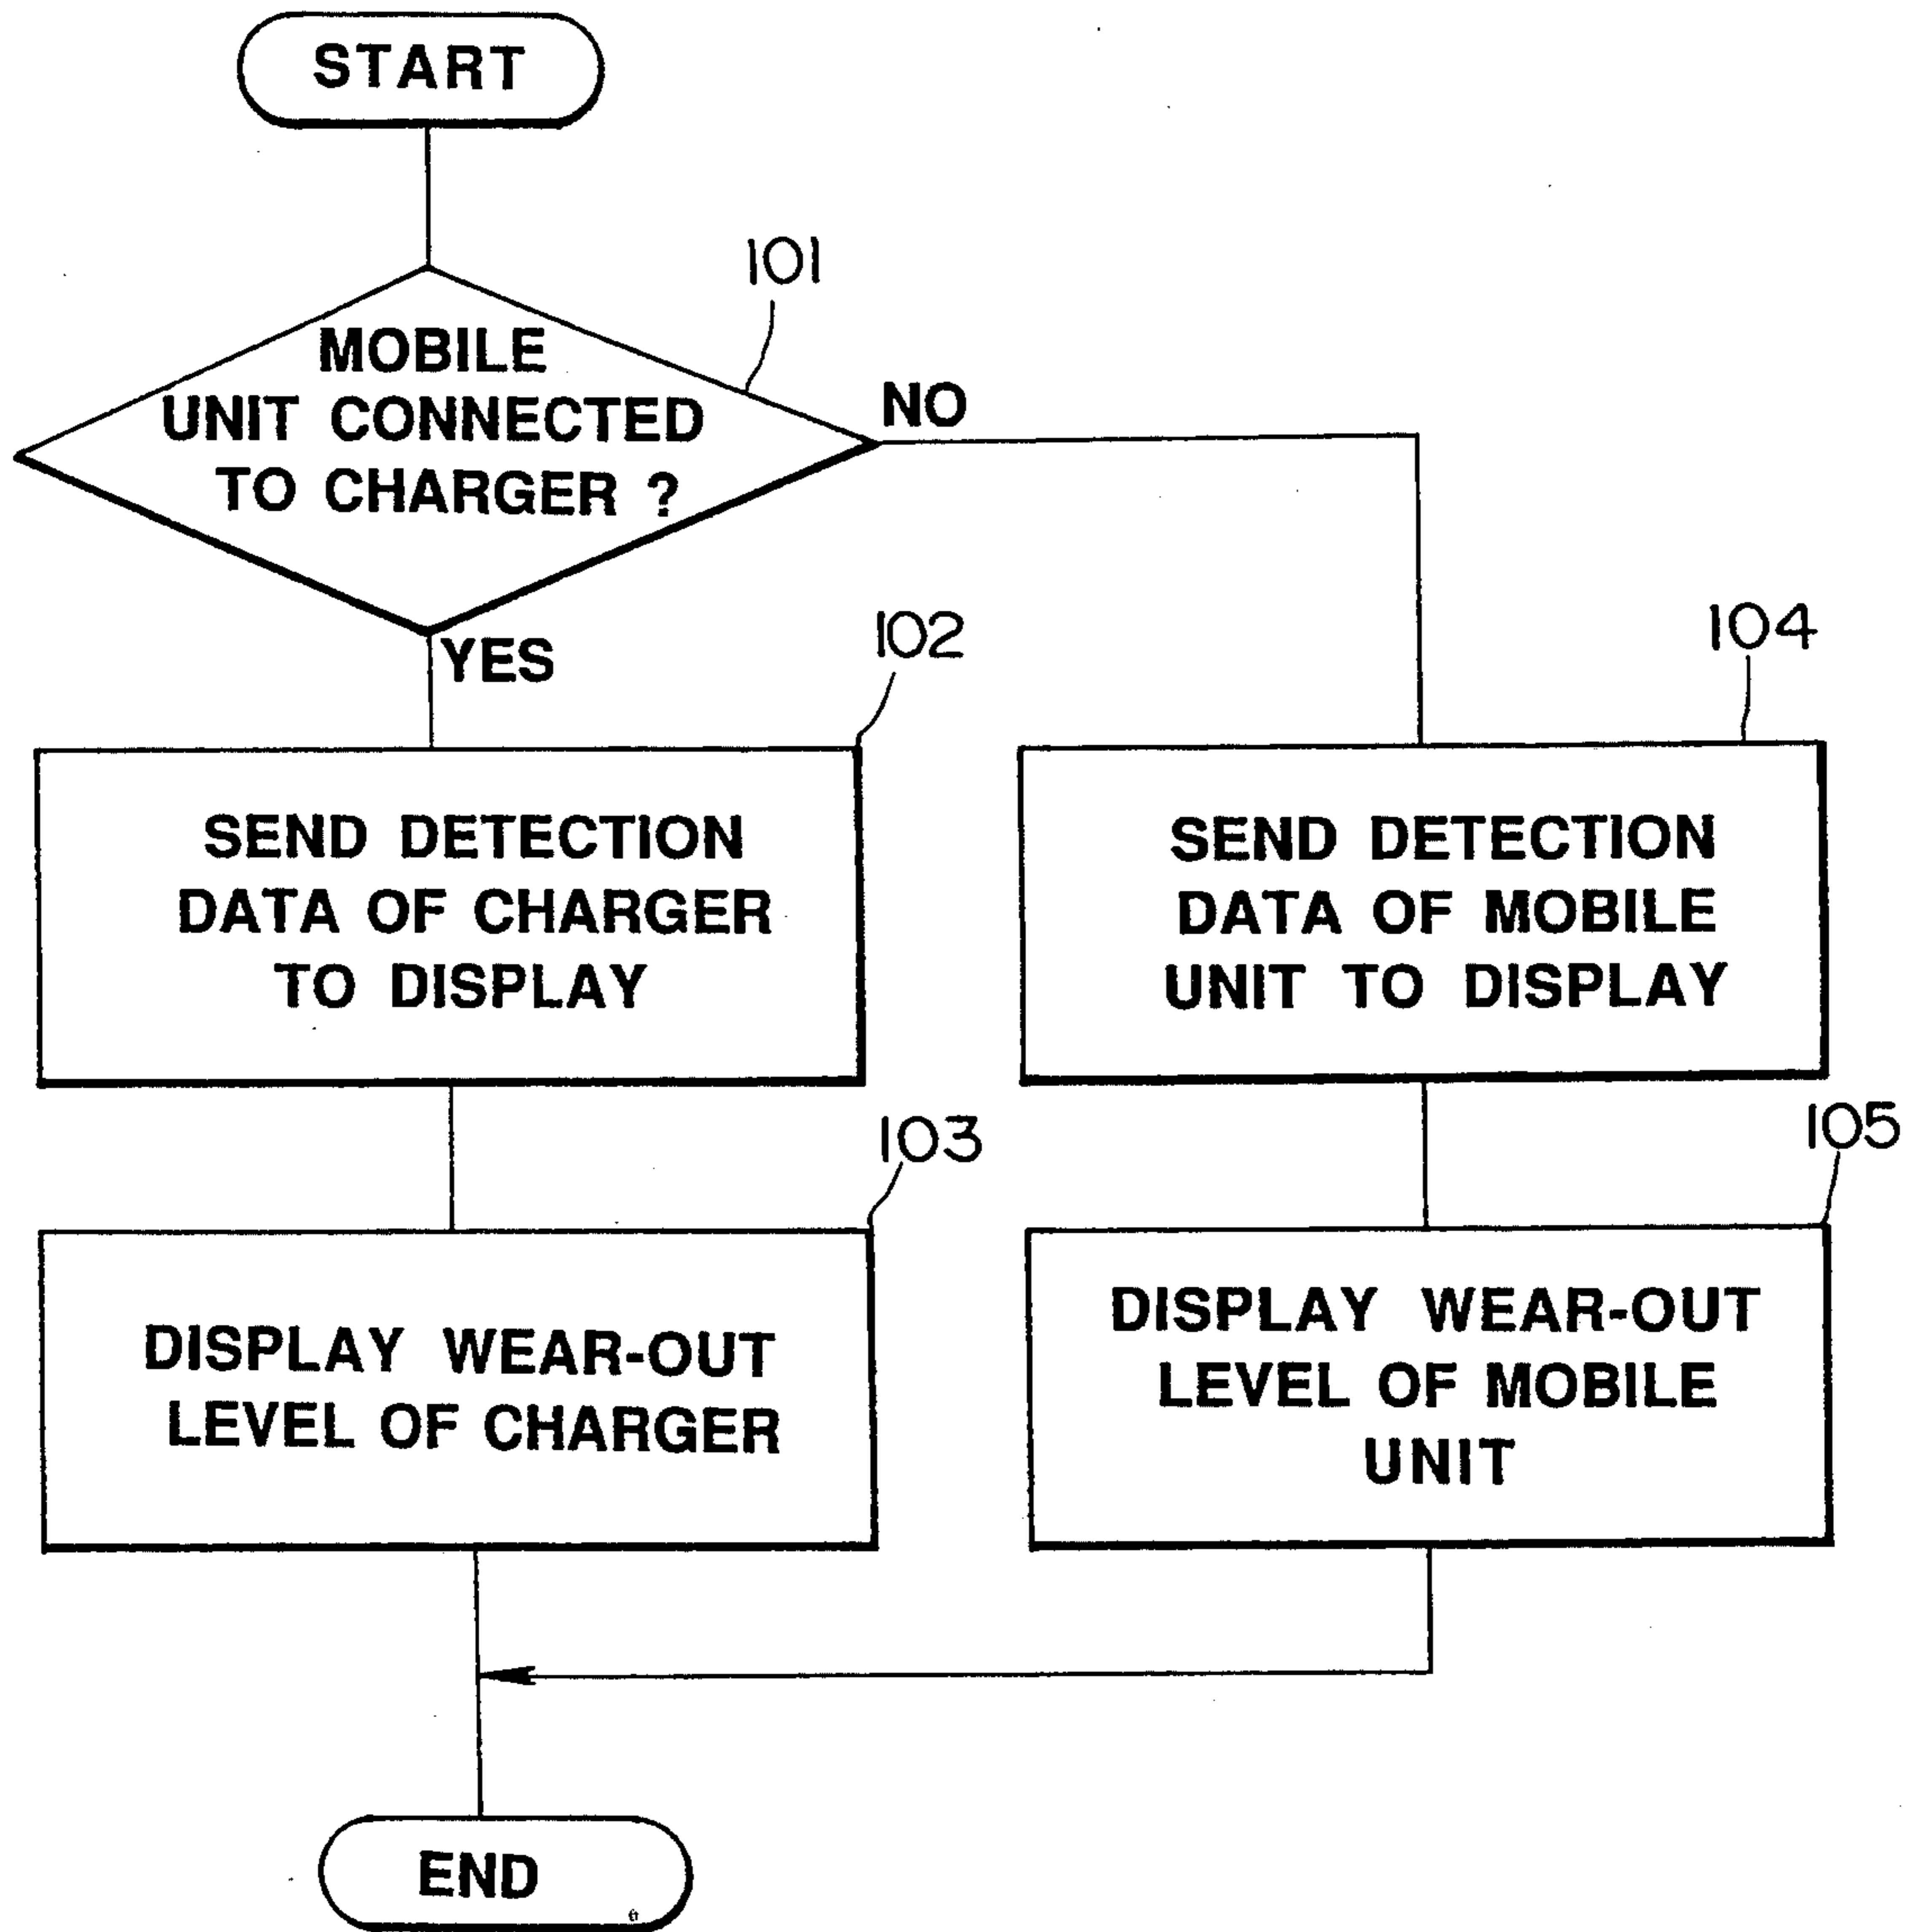 START
101
MOBILE
UNIT CONNECTED
TO CHARGER ?
NO
YES
102
SEND DETECTION
DATA OF CHARGER
TO DISPLAY
104
SEND DETECTION
DATA OF MOBILE
UNIT TO DISPLAY
103
DISPLAY WEAR-OUT
LEVEL OF CHARGER
105
DISPLAY WEAR-OUT
LEVEL OF MOBILE
UNIT
END